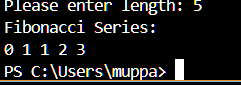 Please enter length: 5
Fibonacci Series:
0 1 1 2 3
PS C:\Users\muppa>